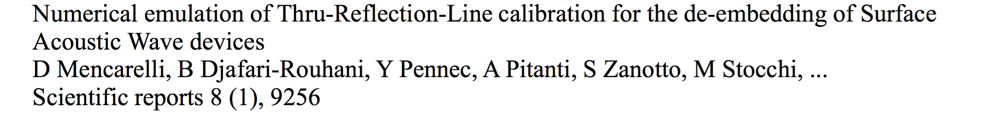 Numerical emulation of Thru-Reflection-Line calibration for the de-embedding of Surface
Acoustic Wave devices
D Mencarelli, B Djafari-Rouhani, Y Pennec, A Pitanti, S Zanotto, M Stocchi, ...
Scientific reports 8 (1), 9256